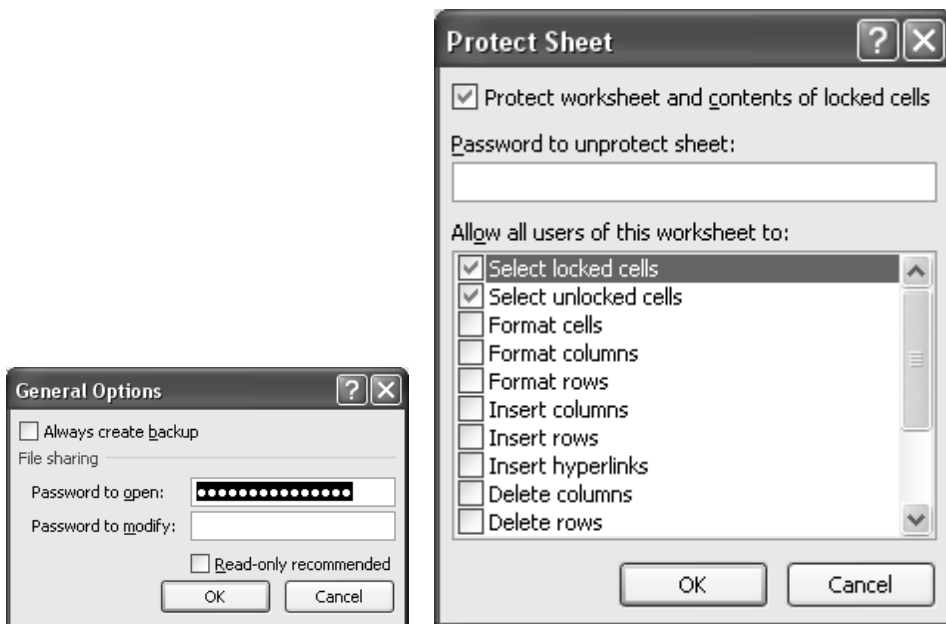 General Options
Always create backup
File sharing
Password to open: ●●●●●●●●●●●●●●●
Password to modify:
Read-only recommended
OK Cancel
Protect Sheet
Protect worksheet and contents of locked cells
Password to unprotect sheet:
Allow all users of this worksheet to:
Select locked cells
Select unlocked cells
Format cells
Format columns
Format rows
Insert columns
Insert rows
Insert hyperlinks
Delete columns
Delete rows
OK Cancel